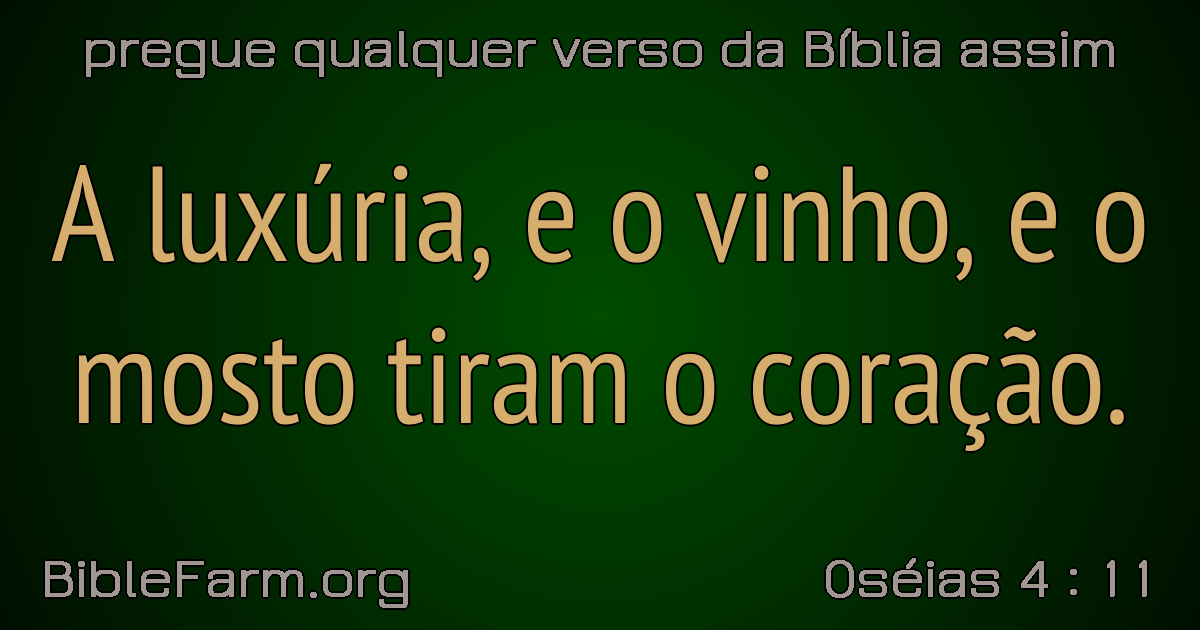 pregue qualquer verso da Bíblia assim
A luxúria, e o vinho, e o
mosto tiram o coração.
BibleFarm.org
Oséias 4 : 11